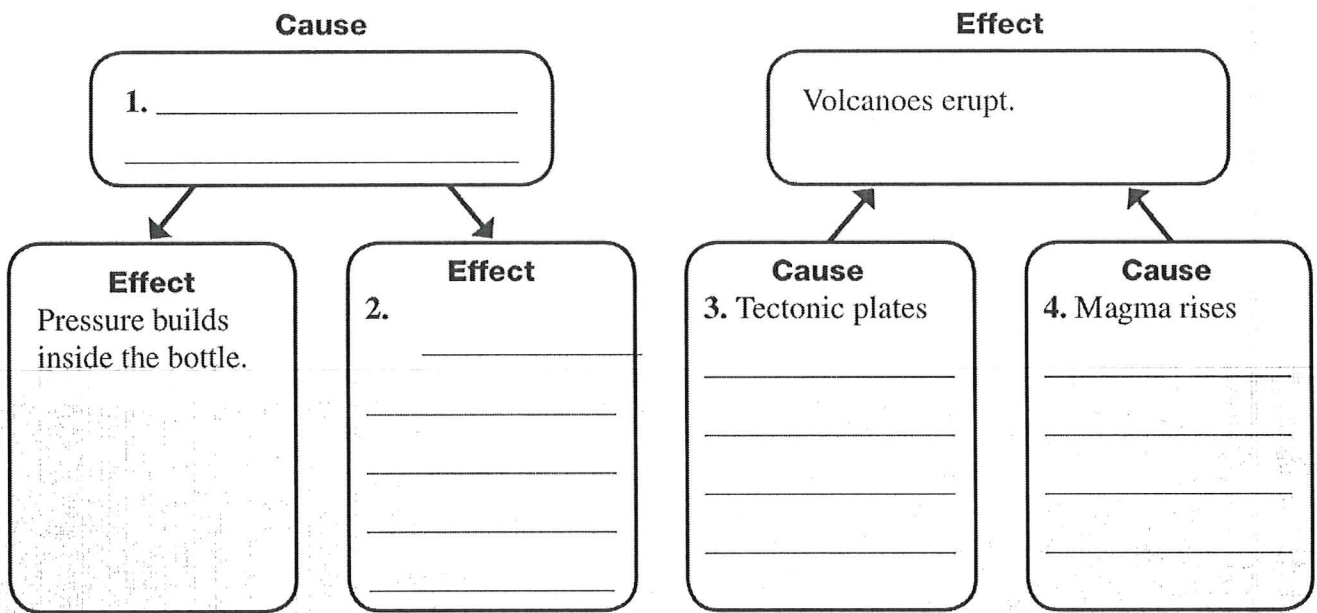 Cause
1.
Effect
Pressure builds
inside the bottle.
Effect
2.
Effect
Volcanoes erupt.
Cause
3. Tectonic plates
Cause
4. Magma rises